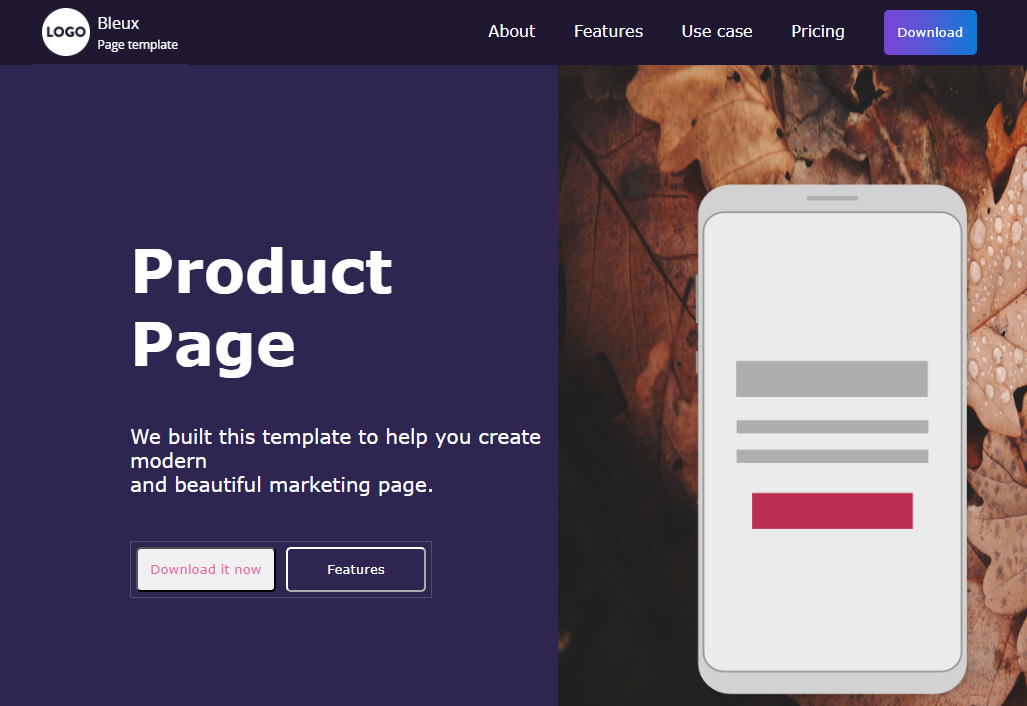 LOGO
Bleux
Page template
About
Features
Use case
Pricing
Download
Product
Page
We built this template to help you create
modern
and beautiful marketing page.
Download it now
Features